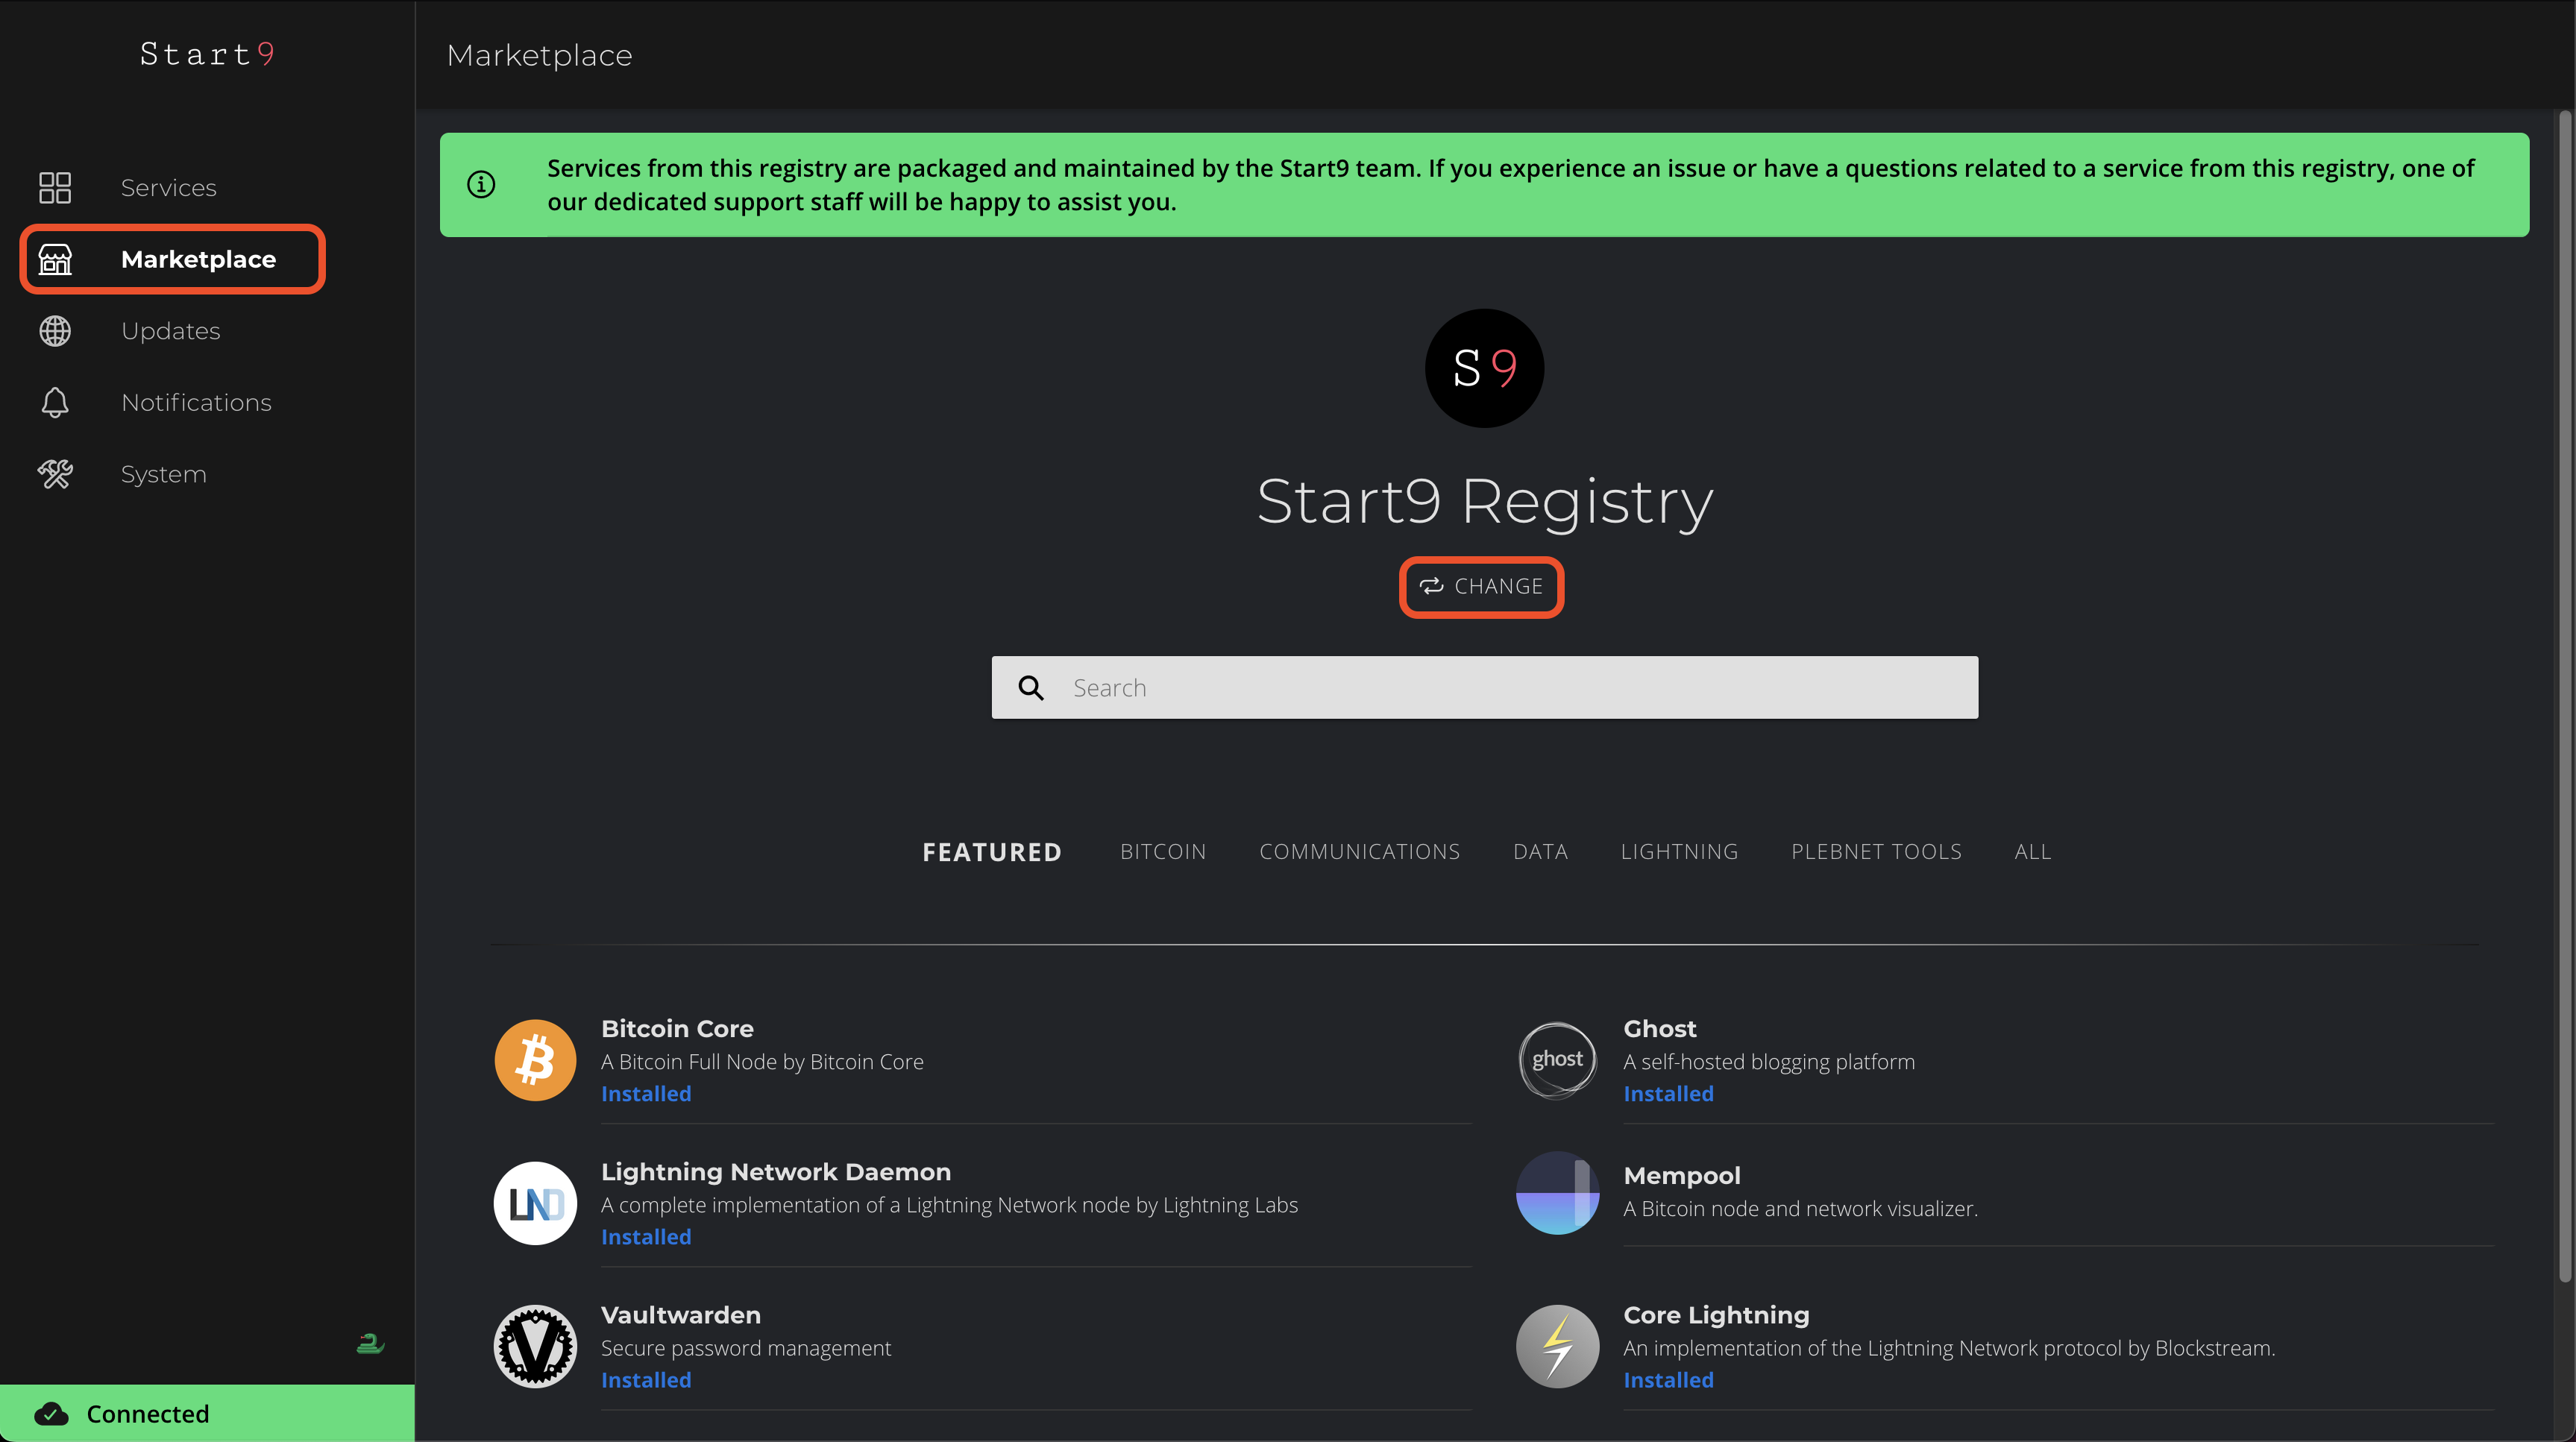 Start9
Services
Marketplace
Updates
Notifications
System
Connected
Marketplace
Services from this registry are packaged and maintained by the Start9 team. If you experience an issue or have a questions related to a service from this registry, one of
our dedicated support staff will be happy to assist you.
S9
Start9 Registry
CHANGE
Search
FEATURED BITCOIN COMMUNICATIONS DATA LIGHTNING PLEBNET TOOLS ALL
Bitcoin Core
A Bitcoin Full Node by Bitcoin Core
Installed
ghost
Ghost
A self-hosted blogging platform
Installed
LND
Lightning Network Daemon
A complete implementation of a Lightning Network node by Lightning Labs
Installed
Mempool
A Bitcoin node and network visualizer.
V
Vaultwarden
Secure password management
Installed
Core Lightning
An implementation of the Lightning Network protocol by Blockstream.
Installed